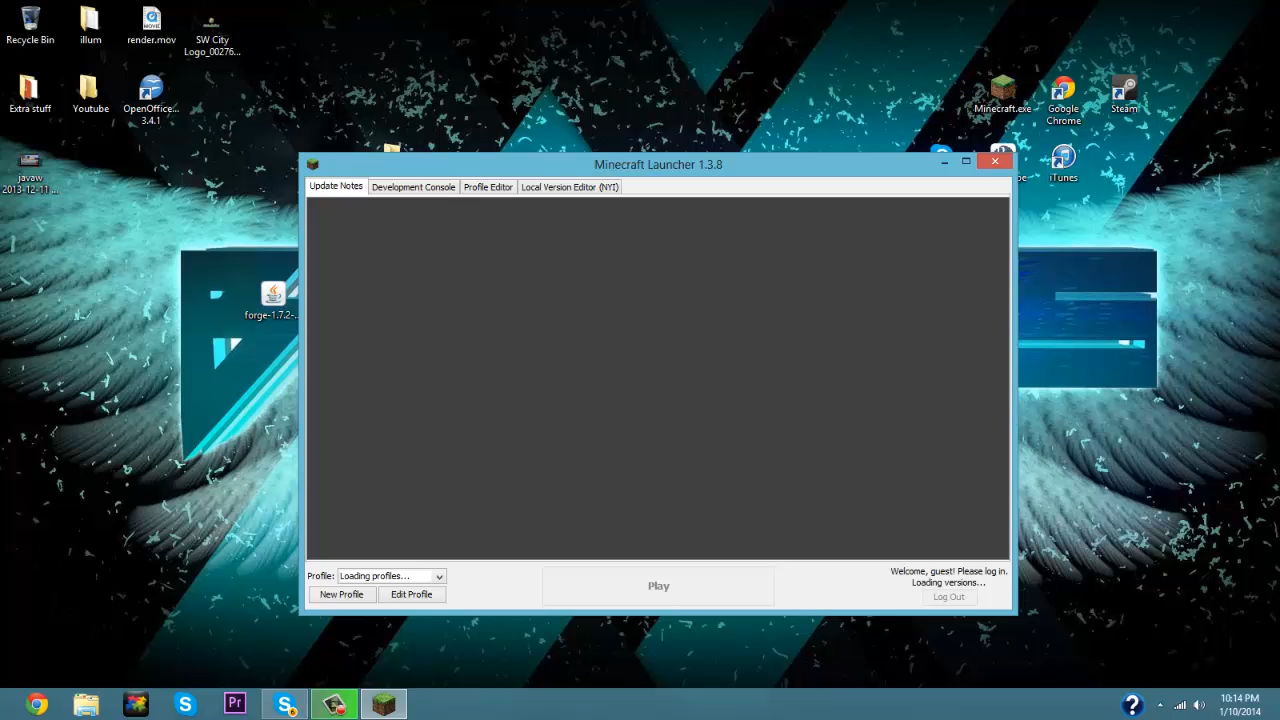 Recycle Bin
illum
render.mov
SW City
Logo_00276...
Extra stuff
Youtube
OpenOffice...
3.4.1
Minecraft.exe
Google
Chrome
Steam
javaw
2013-12-11 ...
iTunes
forge-1.7.2-...
Minecraft Launcher 1.3.8
Update Notes
Development Console
Profile Editor
Local Version Editor (NYI)
Profile:
Loading profiles...
New Profile
Edit Profile
Play
Welcome, guest! Please log in.
Loading versions...
Log Out
Pr
10:14 PM
1/10/2014